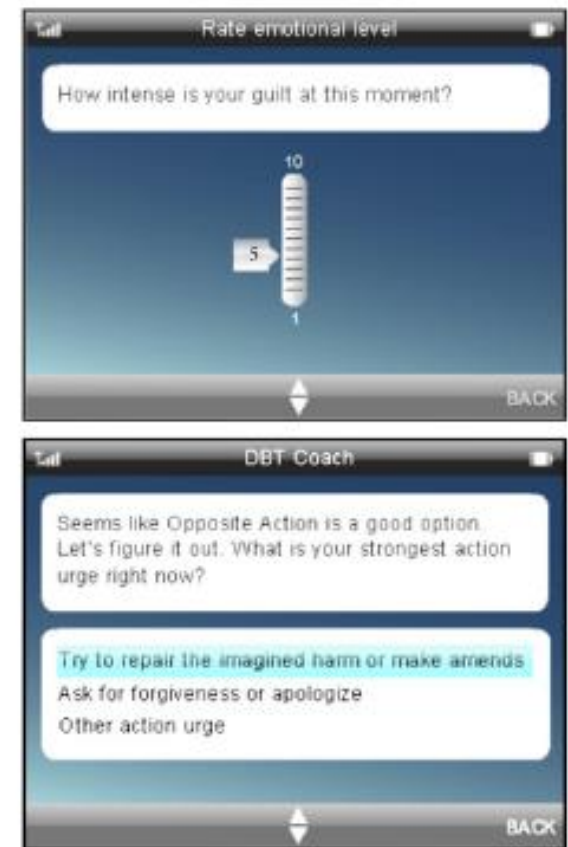 Rate emotional level
How intense is your guilt at this moment?
10
5
1
BACK
DBT Coach
Seems like Opposite Action is a good option.
Let's figure it out. What is your strongest action
urge right now?
Try to repair the imagined harm or make amends
Ask for forgiveness or apologize
Other action urge
BACK